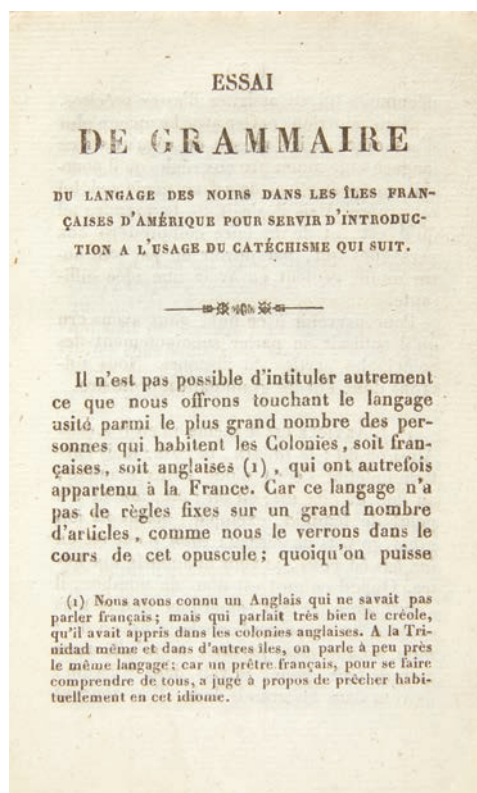 ESSAI
DE GRAMMAIRE
DU LANGAGE DES NOIRS DANS LES ÎLES FRAN-
ÇAISES D'AMÉRIQUE POUR SERVIR D'INTRODUC-
TION A L'USAGE DU CATÉCHISME QUI SUIT.
Il n'est pas possible d'intituler autrement
ce que nous offrons touchant le langage
usité parmi le plus grand nombre des per-
sonnes qui habitent les Colonies, soit fran-
çaises, soit anglaises (1), qui ont autrefois
appartenu à la France. Car ce langage n'a
pas de règles fixes sur un grand nombre
d'articles, comme nous le verrons dans le
cours de cet opuscule; quoiqu'on puisse
(1) Nous avons connu un Anglais qui ne savait pas
parler français; mais qui parlait très bien le créole,
qu'il avait appris dans les colonies anglaises. A la Tri-
nidad même et dans d'autres îles, on parle à peu près
le même langage; car un prêtre français, pour se faire
comprendre de tous, a jugé à propos de prêcher habi-
tuellement en cet idiome.